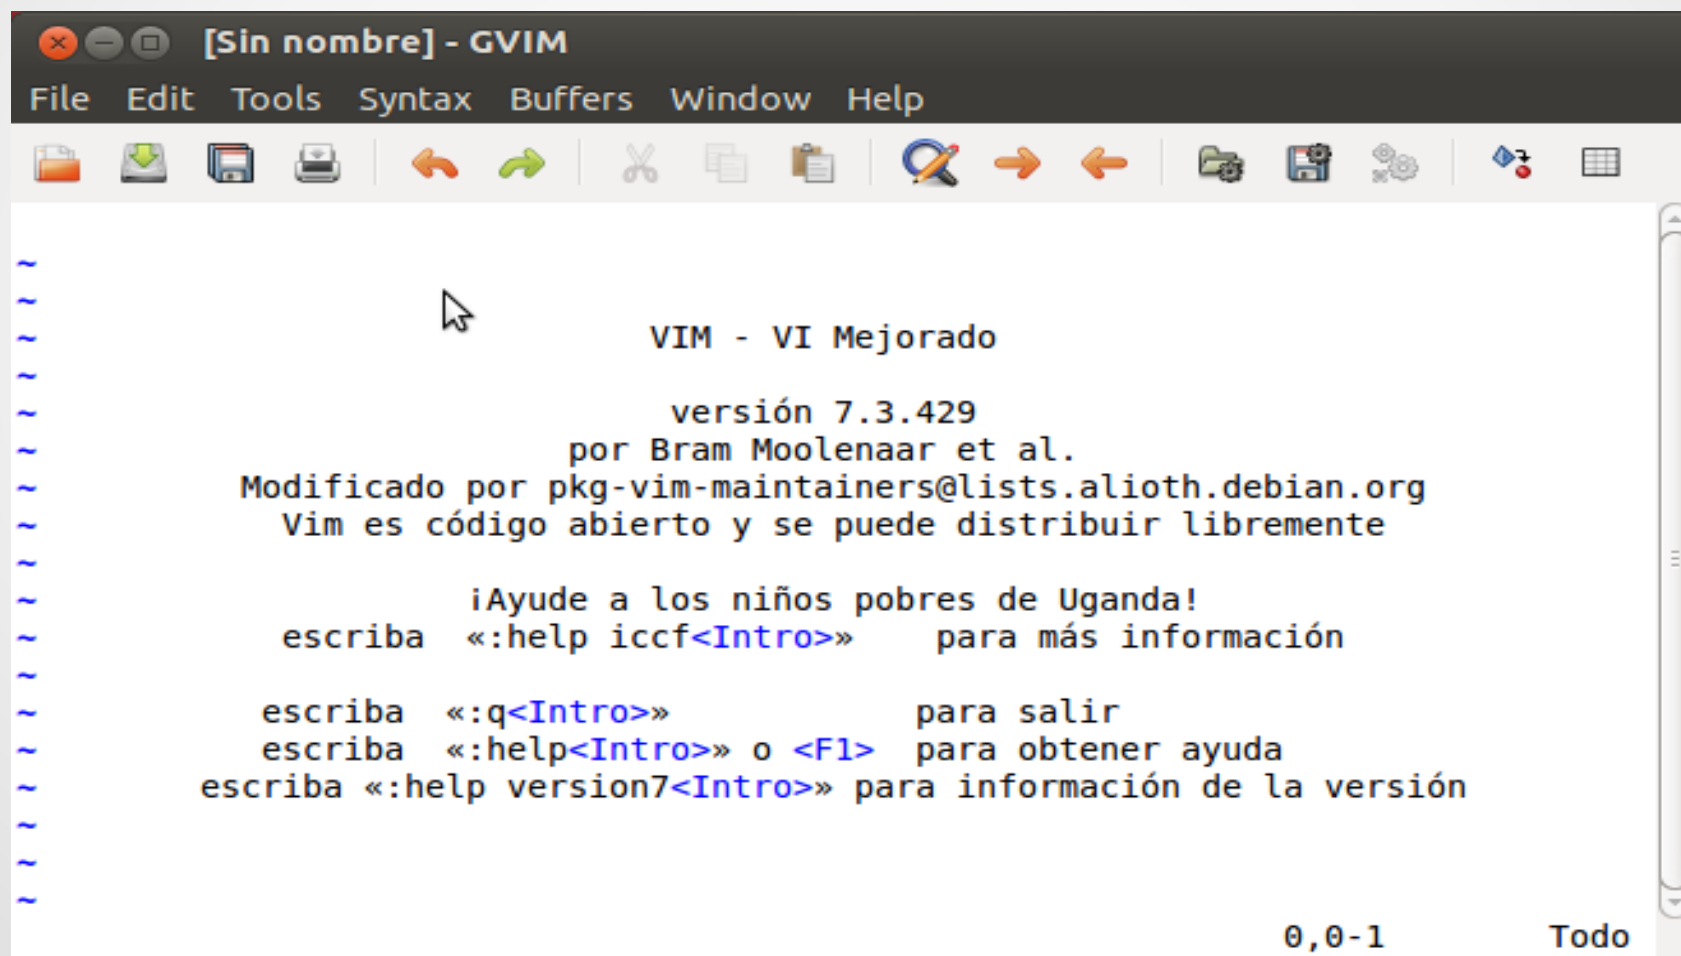 [Sin nombre] - GVIM
File Edit Tools Syntax Buffers Window Help
~
~
~ VIM - VI Mejorado
~
~ versión 7.3.429
~ por Bram Moolenaar et al.
~ Modificado por pkg-vim-maintainers@lists.alioth.debian.org
~ Vim es código abierto y se puede distribuir libremente
~
~ ¡Ayude a los niños pobres de Uganda!
~ escriba «:help iccf<Intro>» para más información
~
~ escriba «:q<Intro>» para salir
~ escriba «:help<Intro>» o <F1> para obtener ayuda
~ escriba «:help version7<Intro>» para información de la versión
~
~
~
0,0-1 Todo